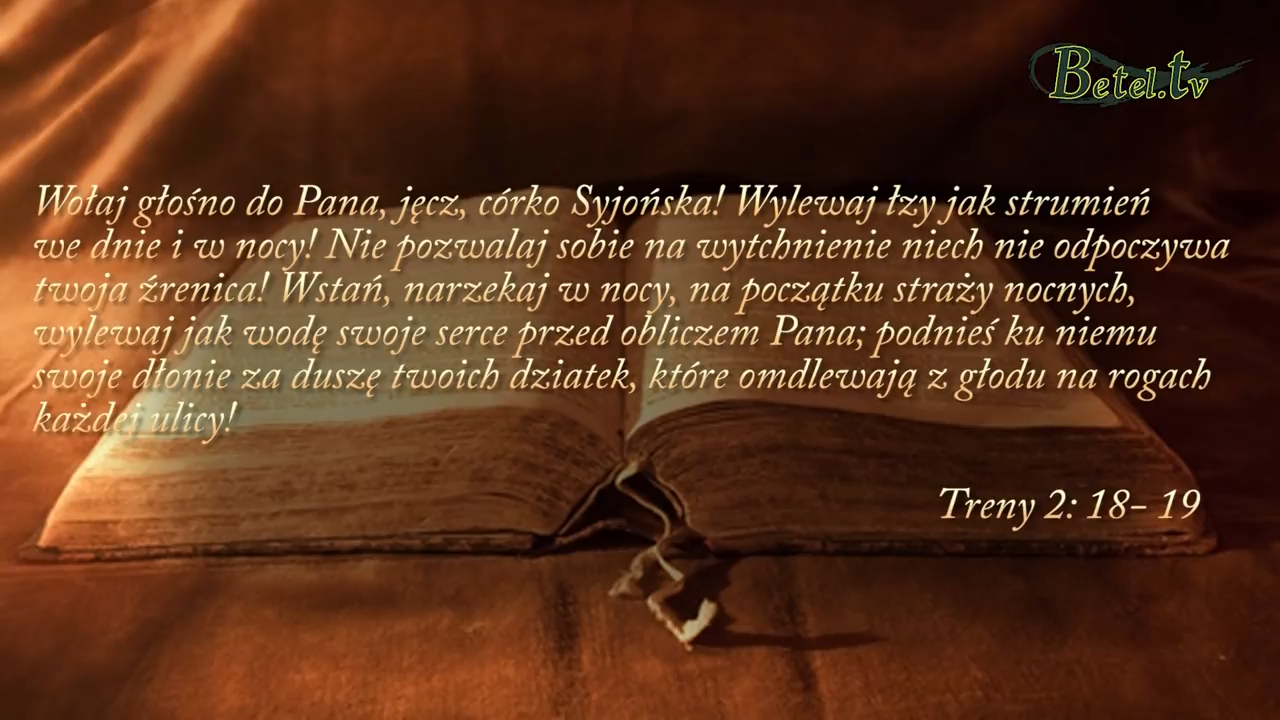 Betel.tv
Wołaj głośno do Pana, jęcz, córko Syjońska! Wylewaj łzy jak strumień
we dnie i w nocy! Nie pozwalaj sobie na wytchnienie niech nie odpoczywa
twoja źrenica! Wstań, narzekaj w nocy, na początku straży nocnych,
wylewaj jak wodę swoje serce przed obliczem Pana; podnieś ku niemu
swoje dłonie za duszę twoich dziatek, które omdlewają z głodu na rogach
każdej ulicy!
Treny 2: 18- 19